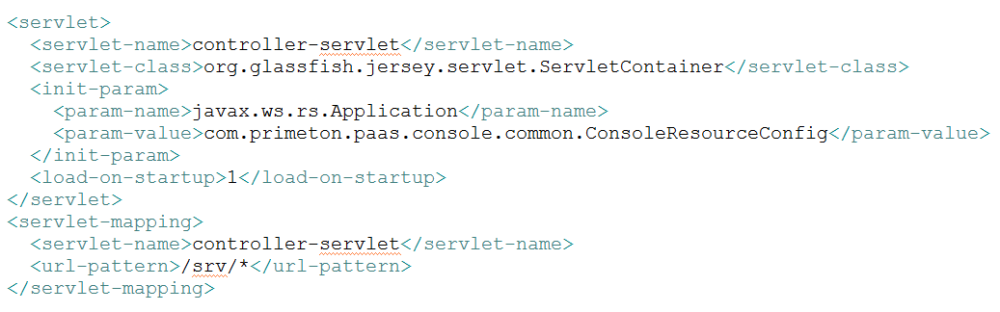 <servlet>
<servlet-name>controller-servlet</servlet-name>
<servlet-class>org.glassfish.jersey.servlet.ServletContainer</servlet-class>
<init-param>
<param-name>javax.ws.rs.Application</param-name>
<param-value>com.primeton.paas.console.common.ConsoleResourceConfig</param-value>
</init-param>
<load-on-startup>1</load-on-startup>
</servlet>
<servlet-mapping>
<servlet-name>controller-servlet</servlet-name>
<url-pattern>/srv/*</url-pattern>
</servlet-mapping>